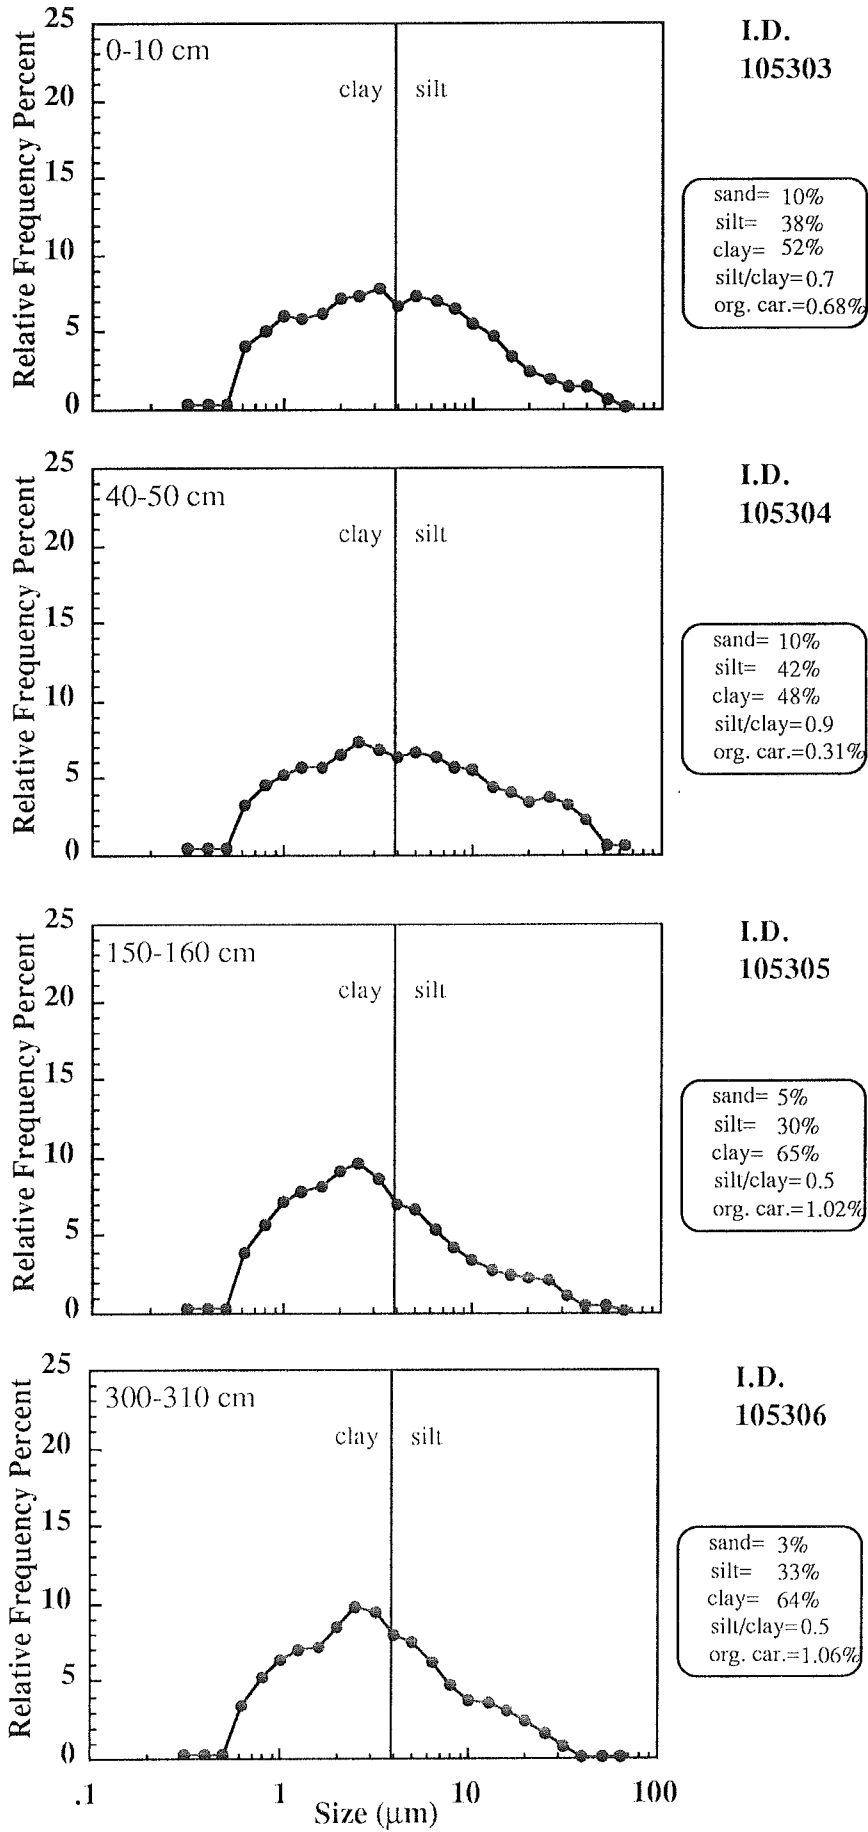 25
20
15
10
5
0
Relative Frequency Percent
0-10 cm
clay silt
I.D.
105303
sand= 10%
silt= 38%
clay= 52%
silt/clay=0.7
org. car.=0.68%
25
20
15
10
5
0
Relative Frequency Percent
40-50 cm
clay silt
I.D.
105304
sand= 10%
silt= 42%
clay= 48%
silt/clay=0.9
org. car.=0.31%
25
20
15
10
5
0
Relative Frequency Percent
150-160 cm
clay silt
I.D.
105305
sand= 5%
silt= 30%
clay= 65%
silt/clay=0.5
org. car.=1.02%
25
20
15
10
5
0
Relative Frequency Percent
300-310 cm
clay silt
I.D.
105306
sand= 3%
silt= 33%
clay= 64%
silt/clay=0.5
org. car.=1.06%
.1 1 10 100
Size (μm)